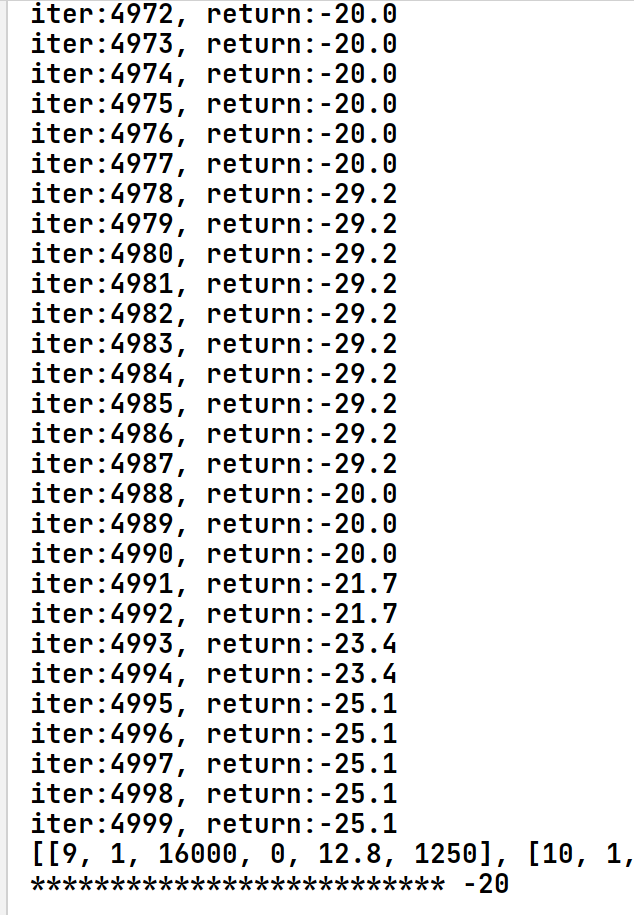 iter:4972, return:-20.0
iter:4973, return:-20.0
iter:4974, return:-20.0
iter:4975, return:-20.0
iter:4976, return:-20.0
iter:4977, return:-20.0
iter:4978, return:-29.2
iter:4979, return:-29.2
iter:4980, return:-29.2
iter:4981, return:-29.2
iter:4982, return:-29.2
iter:4983, return:-29.2
iter:4984, return:-29.2
iter:4985, return:-29.2
iter:4986, return:-29.2
iter:4987, return:-29.2
iter:4988, return:-20.0
iter:4989, return:-20.0
iter:4990, return:-20.0
iter:4991, return:-21.7
iter:4992, return:-21.7
iter:4993, return:-23.4
iter:4994, return:-23.4
iter:4995, return:-25.1
iter:4996, return:-25.1
iter:4997, return:-25.1
iter:4998, return:-25.1
iter:4999, return:-25.1
[[9, 1, 16000, 0, 12.8, 1250], [10, 1,
************************** -20